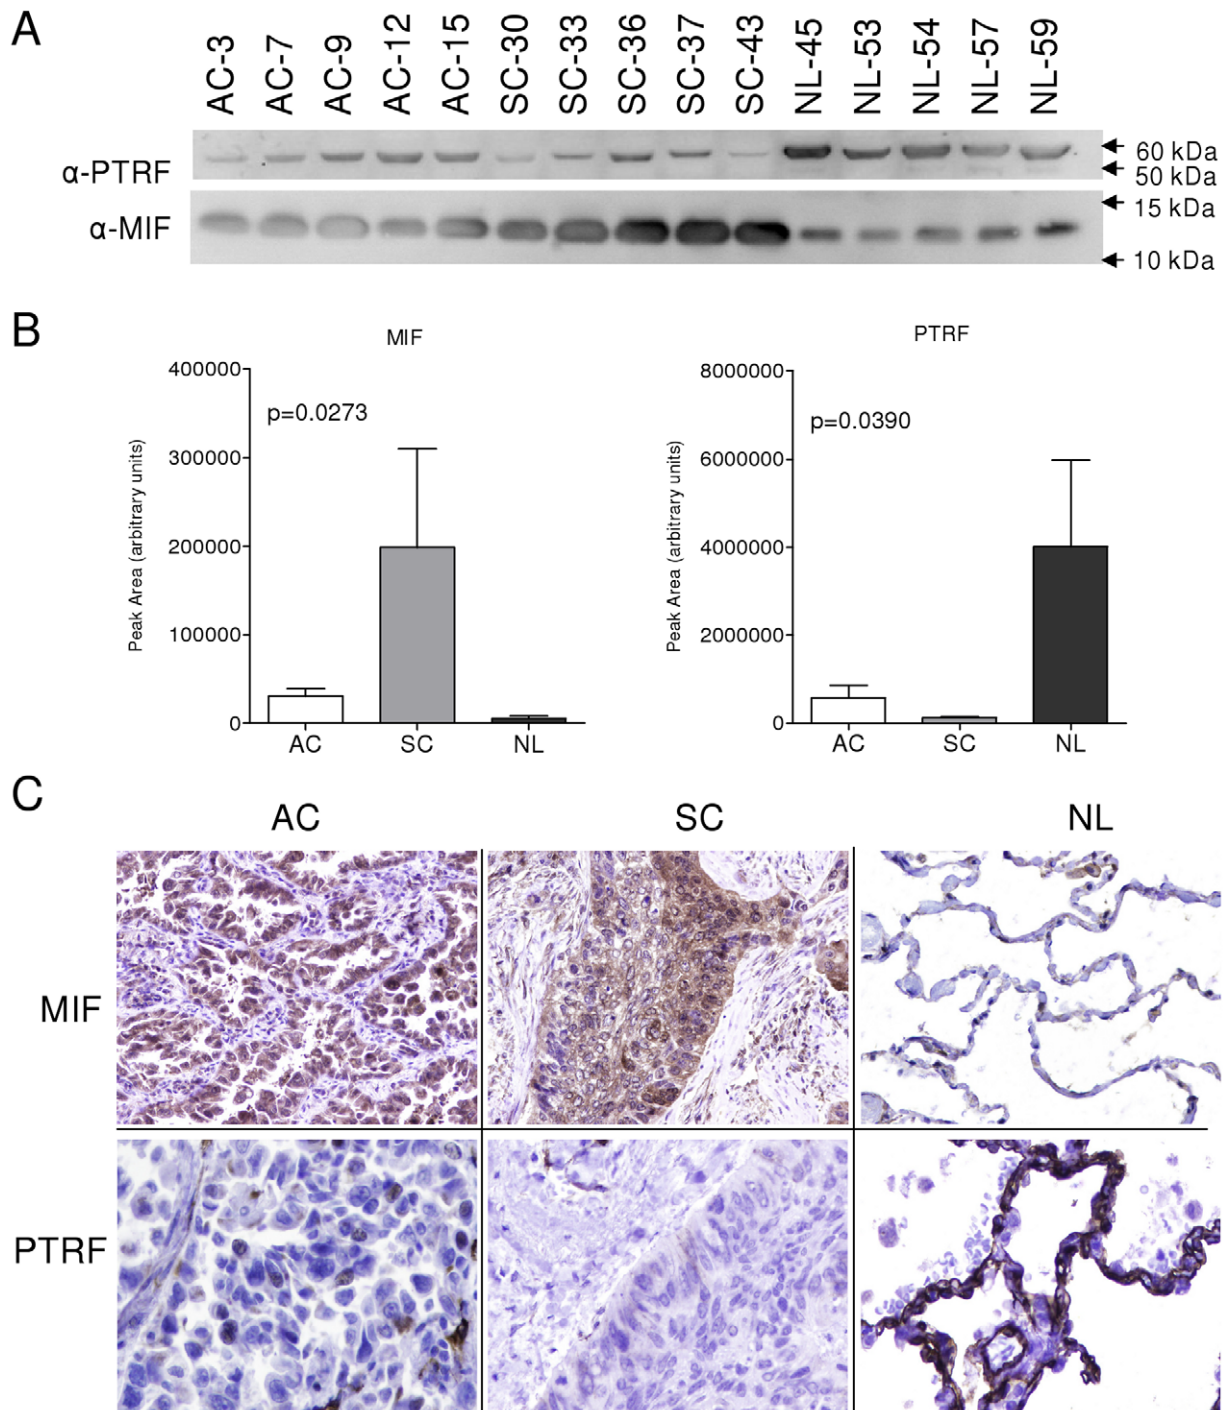 A
AC-3 AC-7 AC-9 AC-12 AC-15 SC-30 SC-33 SC-36 SC-37 SC-43 NL-45 NL-53 NL-54 NL-57 NL-59
α-PTRF
60 kDa
50 kDa
α-MIF
15 kDa
10 kDa
B
MIF
Peak Area (arbitrary units)
400000
300000
200000
100000
0
p=0.0273
AC SC NL
PTRF
Peak Area (arbitrary units)
8000000
6000000
4000000
2000000
0
p=0.0390
AC SC NL
C
AC SC NL
MIF
PTRF